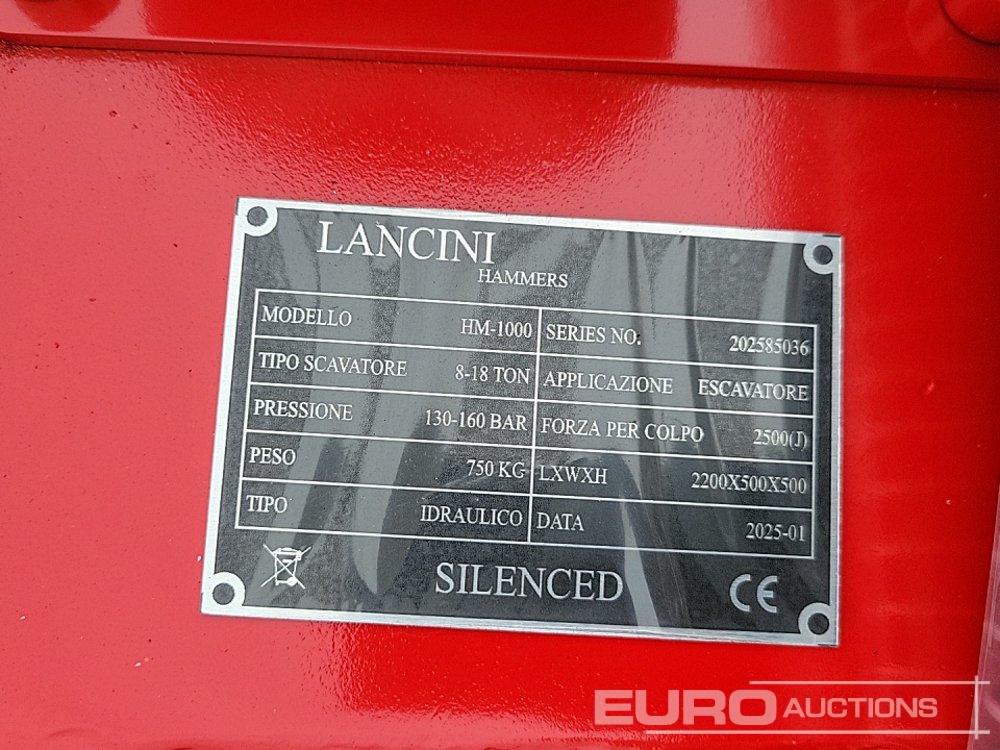 LANCINI
HAMMERS
MODELLO HM-1000 SERIES NO: 202585036
TIPO SCAVATORE 8-18 TON APPLICAZIONE ESCAVATORE
PRESSIONE 130-160 BAR FORZA PER COLPO 2500(J)
PESO 750 KG LXWXH 2200X500X500
TIPO IDRAULICO DATA 2025-01
SILENCED CE
EURO AUCTIONS